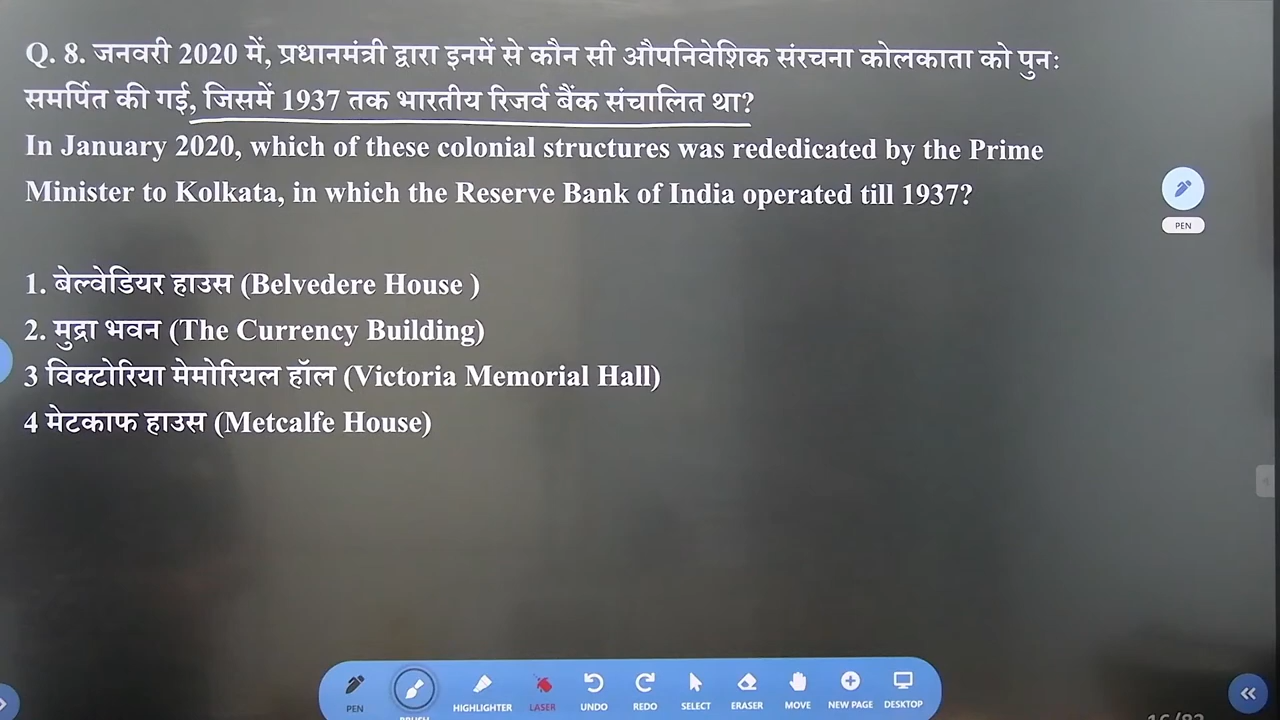 Q. 8. जनवरी 2020 में, प्रधानमंत्री द्वारा इनमें से कौन सी औपनिवेशिक संरचना कोलकाता को पुनः
समर्पित की गई, जिसमें 1937 तक भारतीय रिजर्व बैंक संचालित था?
In January 2020, which of these colonial structures was rededicated by the Prime
Minister to Kolkata, in which the Reserve Bank of India operated till 1937?
PEN
1. बेल्वेडियर हाउस (Belvedere House )
2. मुद्रा भवन (The Currency Building)
3 विक्टोरिया मेमोरियल हॉल (Victoria Memorial Hall)
4 मेटकाफ हाउस (Metcalfe House)
4
PEN BRUSH HIGHLIGHTER LASER UNDO REDO SELECT ERASER MOVE NEW PAGE DESKTOP